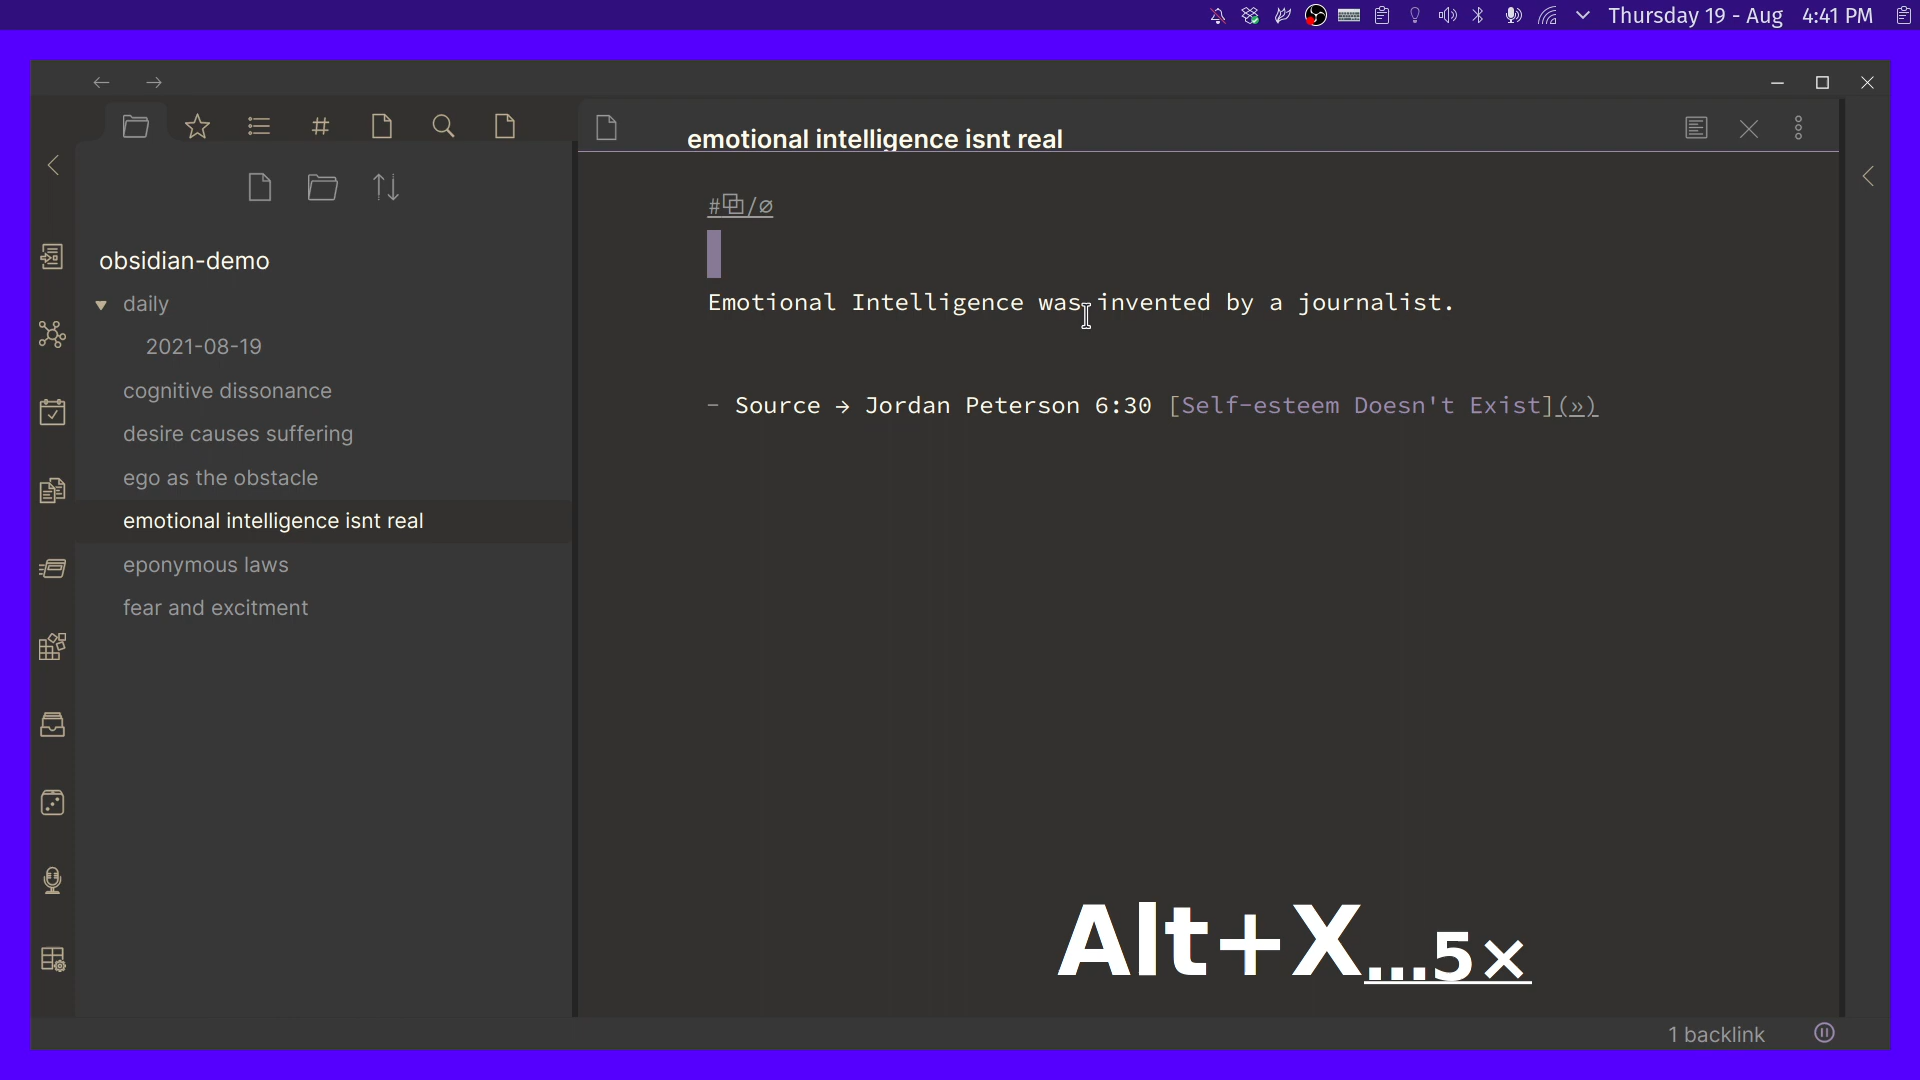 Thursday 19 - Aug 4:41 PM
emotional intelligence isnt real
obsidian-demo
daily
2021-08-19
cognitive dissonance
desire causes suffering
ego as the obstacle
emotional intelligence isnt real
eponymous laws
fear and excitment
#⧉/∅
Emotional Intelligence was invented by a journalist.
- Source → Jordan Peterson 6:30 [Self-esteem Doesn't Exist](»)
Alt+X...5×
1 backlink